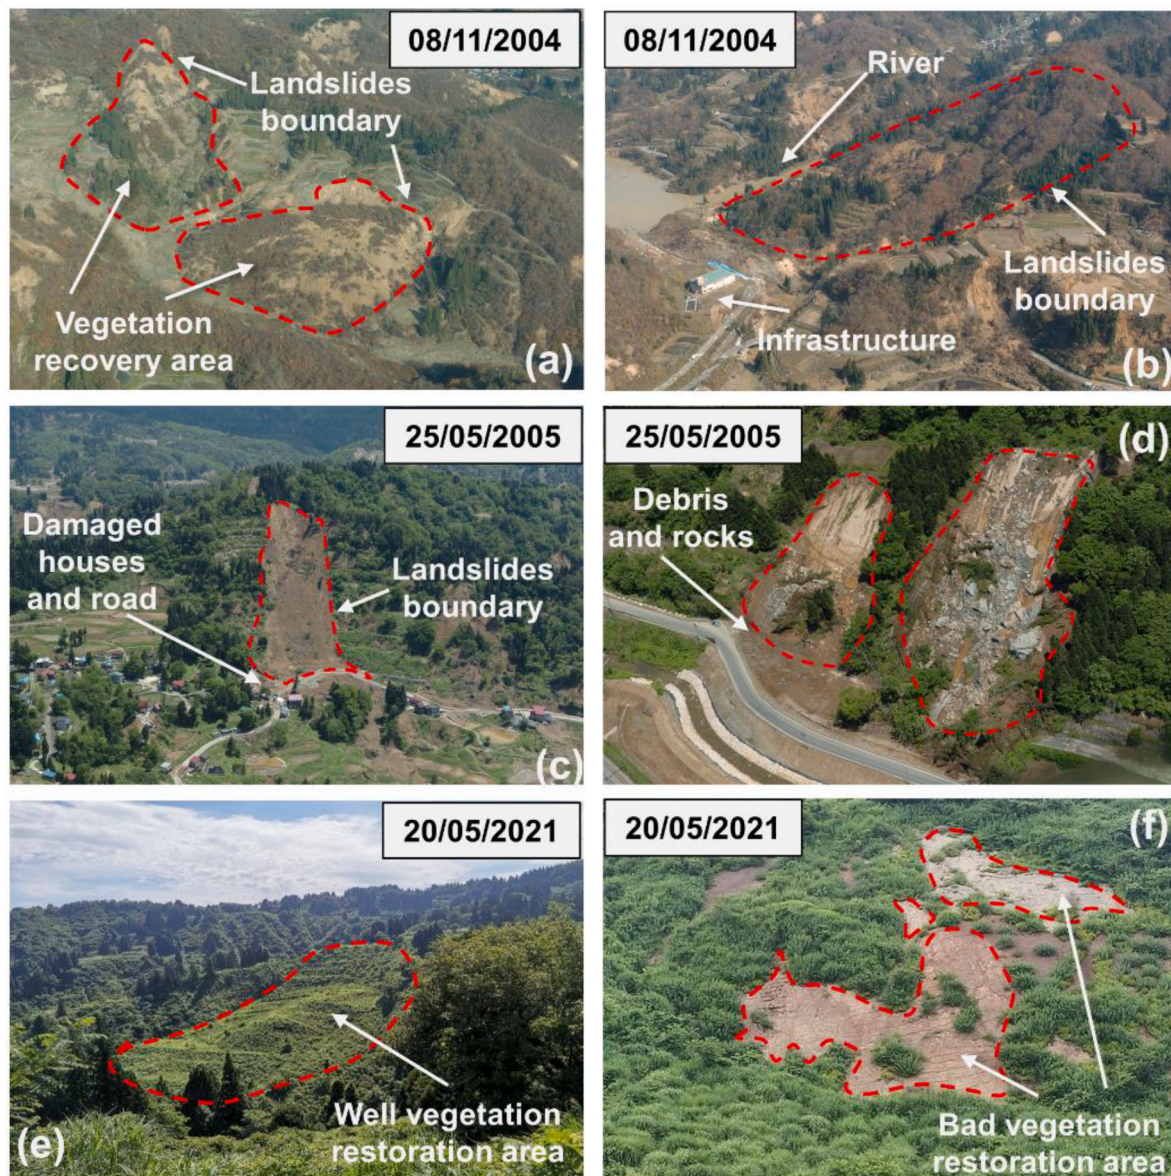 08/11/2004
Landslides
boundary
Vegetation
recovery area
(a)
08/11/2004
River
Landslides
boundary
Infrastructure
(b)
25/05/2005
Damaged
houses
and road
Landslides
boundary
(c)
25/05/2005
(d)
Debris
and rocks
20/05/2021
Well vegetation
restoration area
(e)
20/05/2021
(f)
Bad vegetation
restoration area